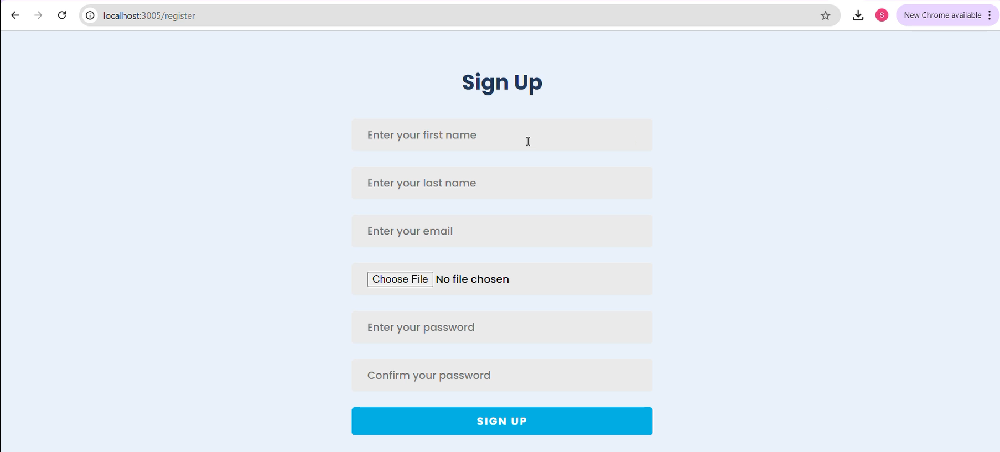 localhost:3005/register
S
New Chrome available
Sign Up
Enter your first name
Enter your last name
Enter your email
Choose File No file chosen
Enter your password
Confirm your password
SIGN UP